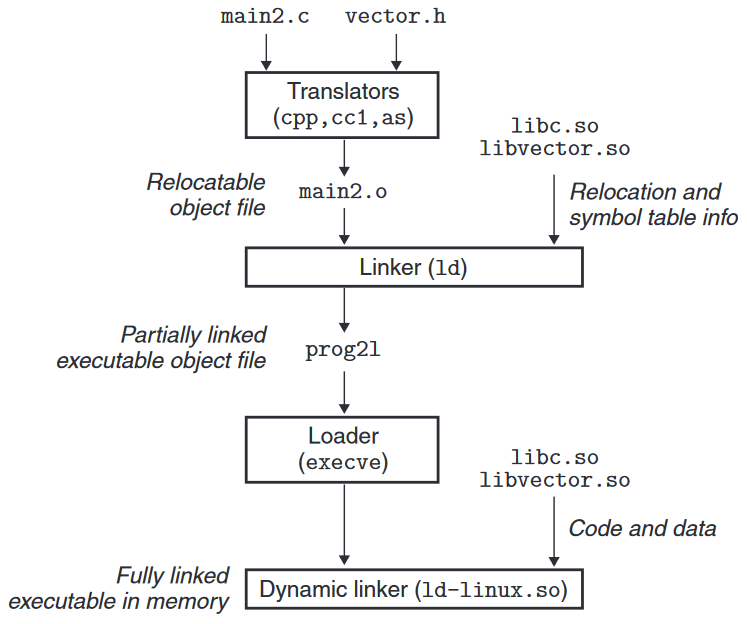 main2.c vector.h
Translators
(cpp,cc1,as)
libc.so
libvector.so
Relocatable
object file
main2.o
Relocation and
symbol table info
Linker (ld)
Partially linked
executable object file
prog2l
Loader
(execve)
libc.so
libvector.so
Code and data
Fully linked
executable in memory
Dynamic linker (ld-linux.so)